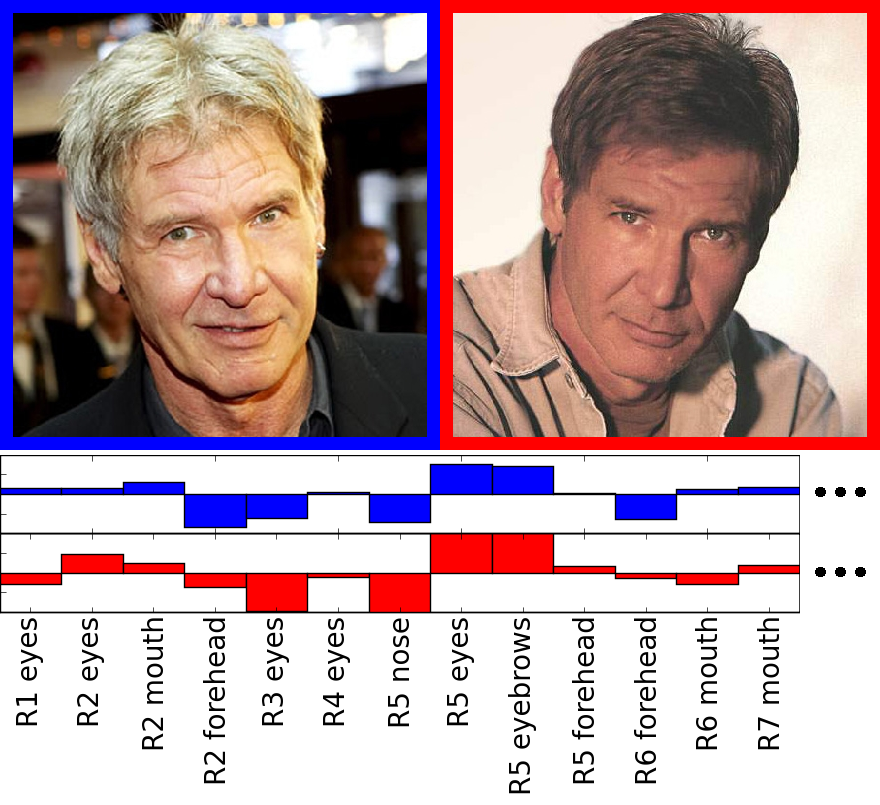 R1 eyes
R2 eyes
R2 mouth
R2 forehead
R3 eyes
R4 eyes
R5 nose
R5 eyes
R5 eyebrows
R5 forehead
R6 forehead
R6 mouth
R7 mouth